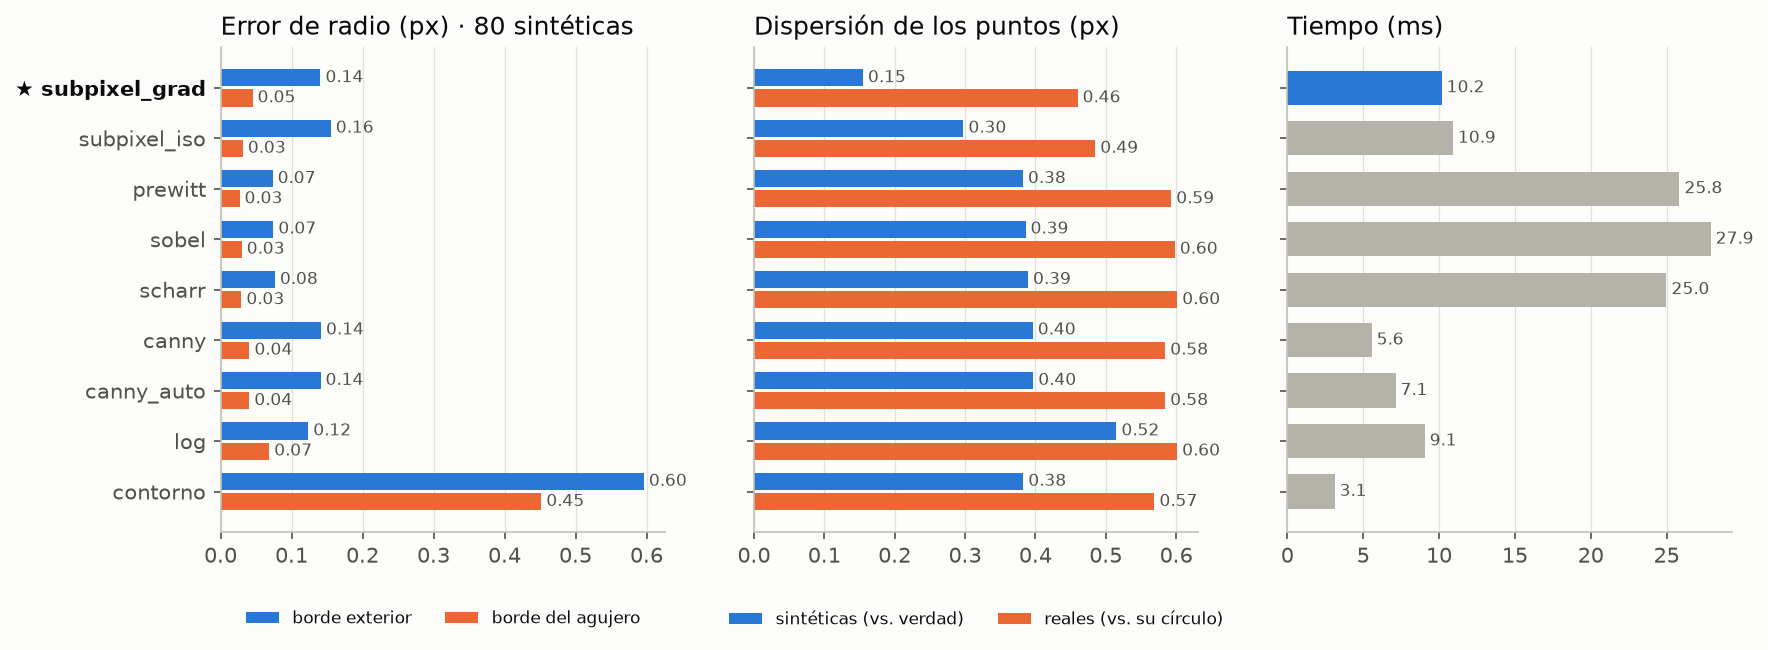 Error de radio (px) · 80 sintéticas
Dispersión de los puntos (px)
Tiempo (ms)
★ subpixel_grad 0.14 0.05 0.15 0.46 10.2
subpixel_iso 0.16 0.03 0.30 0.49 10.9
prewitt 0.07 0.03 0.38 0.59 25.8
sobel 0.07 0.03 0.39 0.60 27.9
scharr 0.08 0.03 0.39 0.60 25.0
canny 0.14 0.04 0.40 0.58 5.6
canny_auto 0.14 0.04 0.40 0.58 7.1
log 0.12 0.07 0.52 0.60 9.1
contorno 0.60 0.45 0.38 0.57 3.1
0.0 0.1 0.2 0.3 0.4 0.5 0.6
0.0 0.1 0.2 0.3 0.4 0.5 0.6
0 5 10 15 20 25
borde exterior borde del agujero
sintéticas (vs. verdad) reales (vs. su círculo)